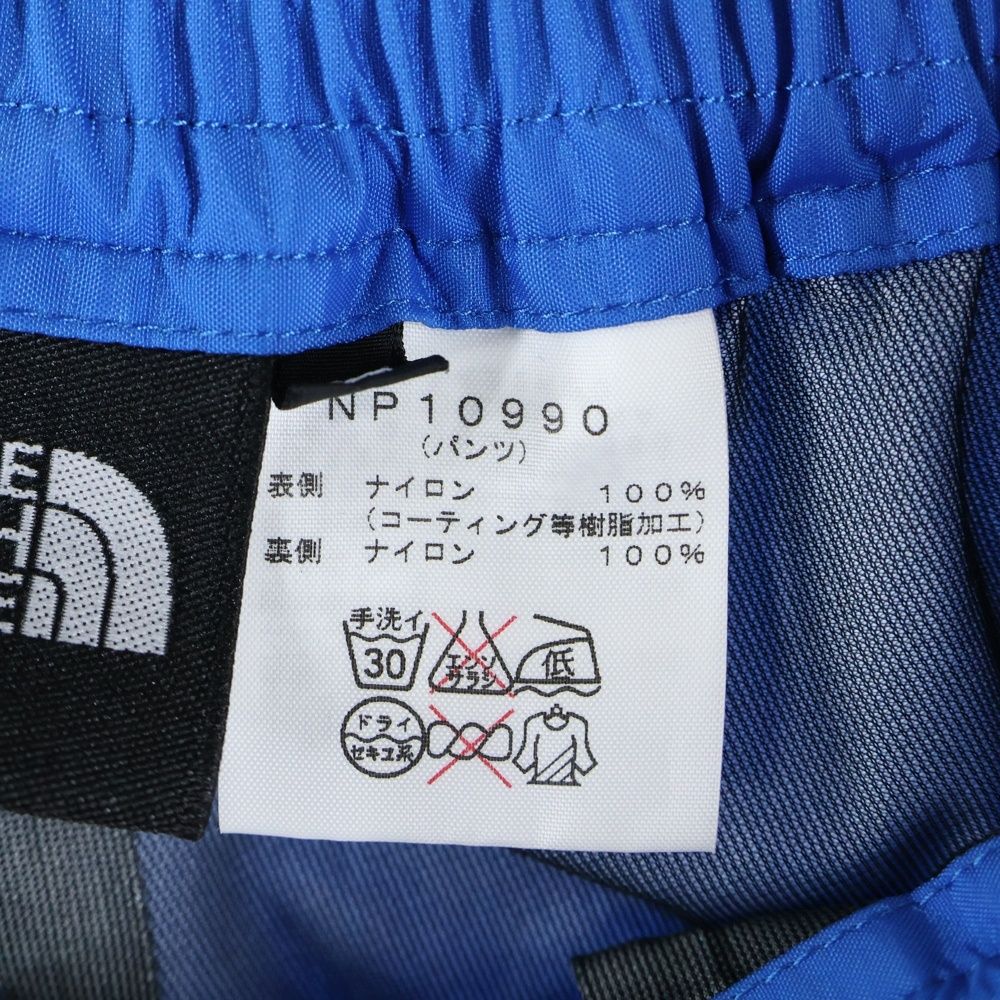 NP10990
(パンツ)
表側 ナイロン 100%
(コーティング等樹脂加工)
裏側 ナイロン 100%
手洗イ
30
エンソ
サラシ
低
ドライ
セキユ系
THE